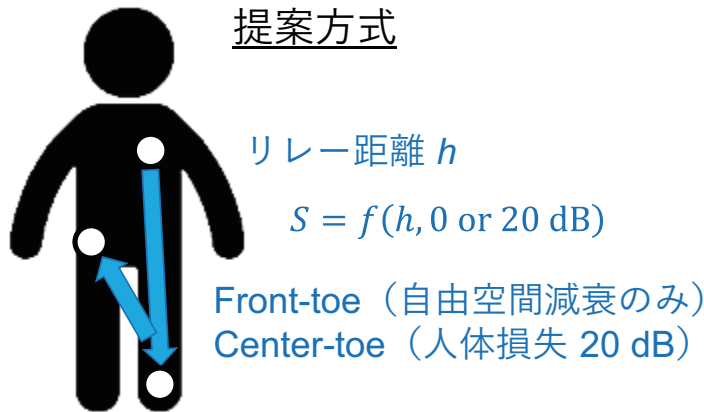 提案方式
リレー距離 h
S = f(h, 0 or 20 dB)
Front-toe（自由空間減衰のみ）
Center-toe（人体損失 20 dB）